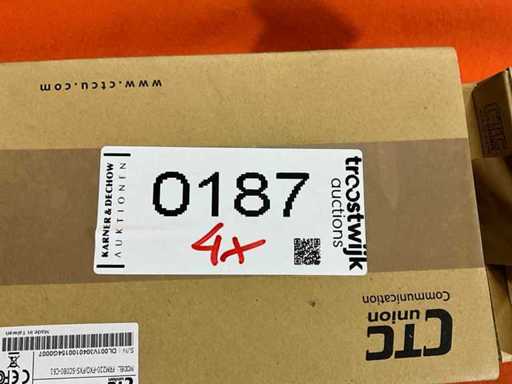 www.ctcu.com
KARNER & DECHOW
AUKTIONEN
0187
4x
troostwijk
auctions
CTC
union
Communication
Made in Taiwan